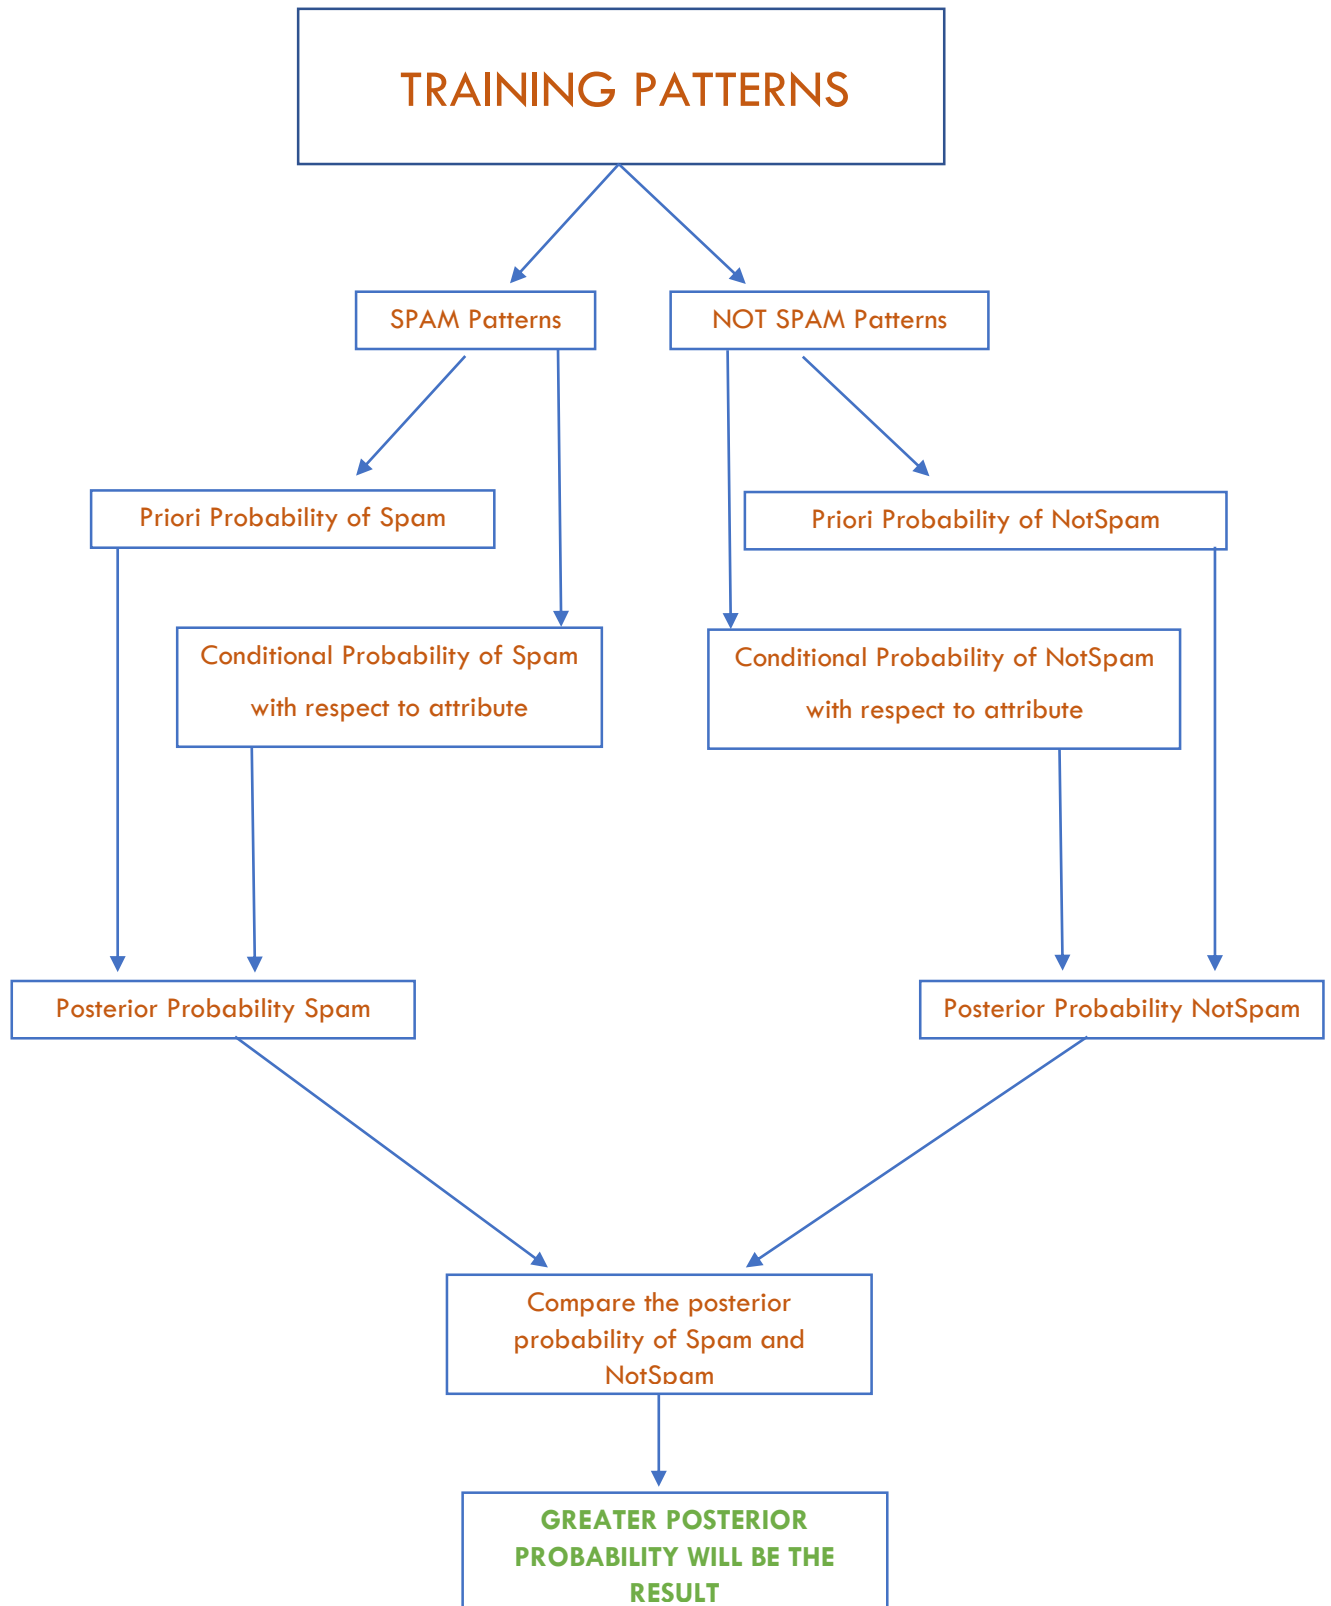 TRAINING PATTERNS
SPAM Patterns
NOT SPAM Patterns
Priori Probability of Spam
Priori Probability of NotSpam
Conditional Probability of Spam
with respect to attribute
Conditional Probability of NotSpam
with respect to attribute
Posterior Probability Spam
Posterior Probability NotSpam
Compare the posterior
probability of Spam and
NotSpam
GREATER POSTERIOR
PROBABILITY WILL BE THE
RESULT